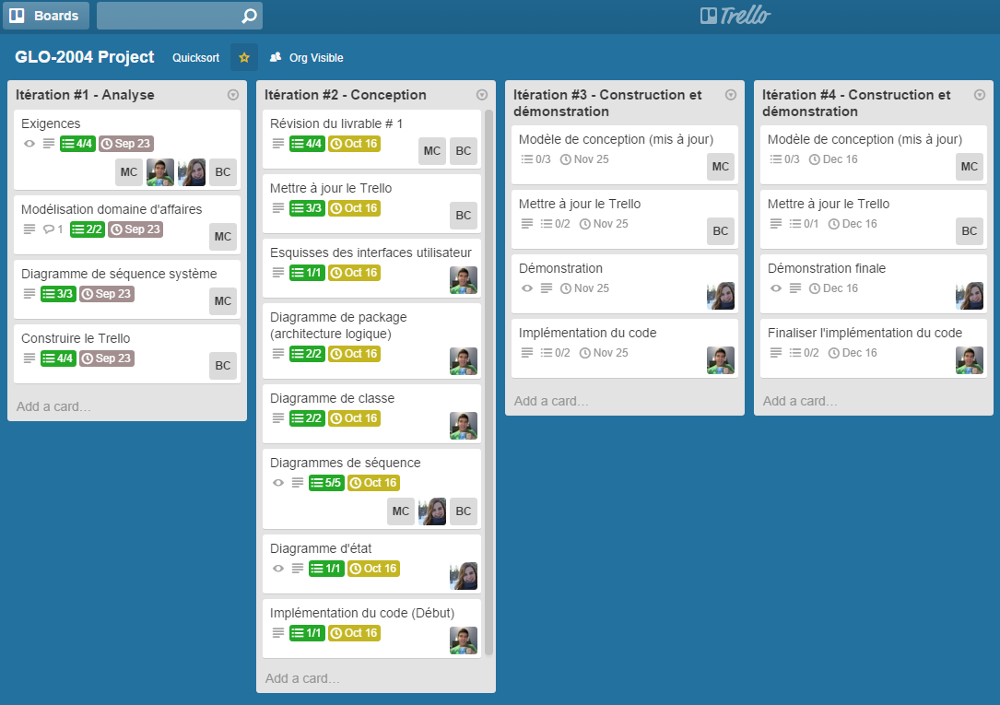 Boards
Trello
GLO-2004 Project
Quicksort
Org Visible
Itération #1 - Analyse
Exigences
4/4
Sep 23
MC
BC
Modélisation domaine d'affaires
1
2/2
Sep 23
MC
Diagramme de séquence système
3/3
Sep 23
MC
Construire le Trello
4/4
Sep 23
BC
Add a card…
Itération #2 - Conception
Révision du livrable # 1
4/4
Oct 16
MC
BC
Mettre à jour le Trello
3/3
Oct 16
BC
Esquisses des interfaces utilisateur
1/1
Oct 16
Diagramme de package
(architecture logique)
2/2
Oct 16
Diagramme de classe
2/2
Oct 16
Diagrammes de séquence
5/5
Oct 16
MC
BC
Diagramme d'état
1/1
Oct 16
Implémentation du code (Début)
1/1
Oct 16
Add a card…
Itération #3 - Construction et
démonstration
Modèle de conception (mis à jour)
0/3
Nov 25
MC
Mettre à jour le Trello
0/2
Nov 25
BC
Démonstration
Nov 25
Implémentation du code
0/2
Nov 25
Add a card…
Itération #4 - Construction et
démonstration
Modèle de conception (mis à jour)
0/3
Dec 16
MC
Mettre à jour le Trello
0/1
Dec 16
BC
Démonstration finale
Dec 16
Finaliser l'implémentation du code
0/2
Dec 16
Add a card…